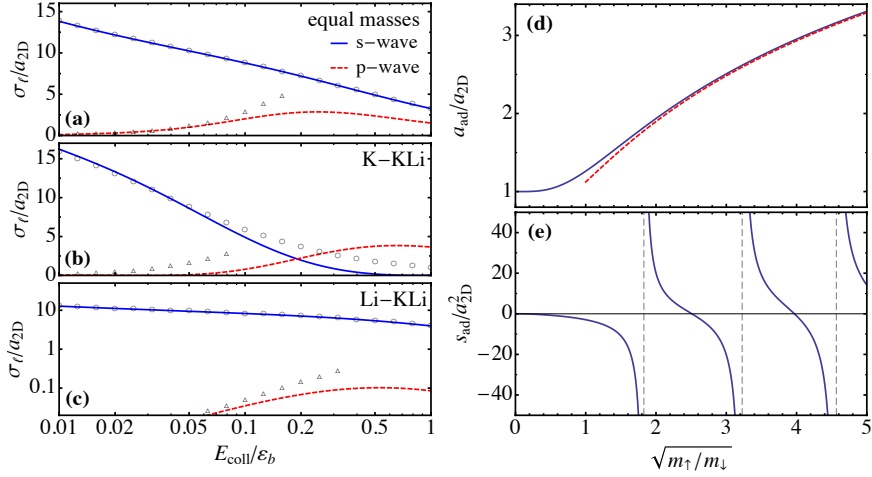 equal masses
s-wave
p-wave
σℓ/a2D
15
10
5
0
(a)
K-KLi
σℓ/a2D
15
10
5
0
(b)
Li-KLi
σℓ/a2D
10
1
0.1
(c)
0.01 0.02 0.05 0.1 0.2 0.5 1
Ecoll/εb
(d)
aad/a2D
3
2
1
(e)
sad/a²2D
40
20
0
−20
−40
0 1 2 3 4 5
√m↑/m↓